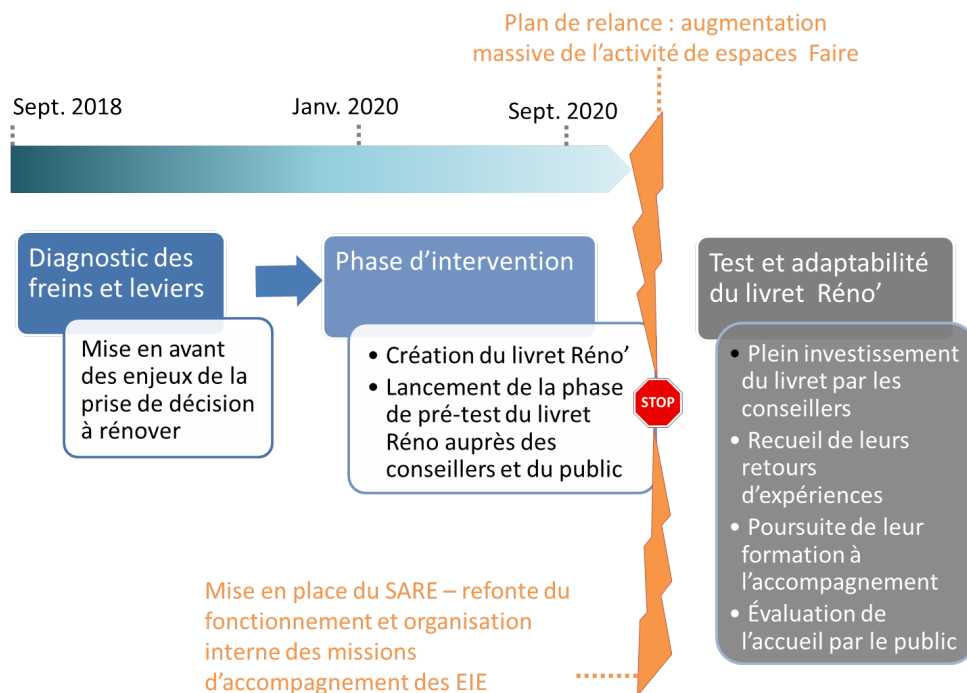 Plan de relance : augmentation
massive de l'activité de espaces Faire
Sept. 2018
Janv. 2020
Sept. 2020
Diagnostic des
freins et leviers
Mise en avant
des enjeux de la
prise de décision
à rénover
Phase d'intervention
• Création du livret Réno'
• Lancement de la phase
de pré-test du livret
Réno auprès des
conseillers et du public
STOP
Test et adaptabilité
du livret Réno'
• Plein investissement
du livret par les
conseillers
• Recueil de leurs
retours
d'expériences
• Poursuite de leur
formation à
l'accompagnement
• Évaluation de
l'accueil par le public
Mise en place du SARE – refonte du
fonctionnement et organisation
interne des missions
d'accompagnement des EIE